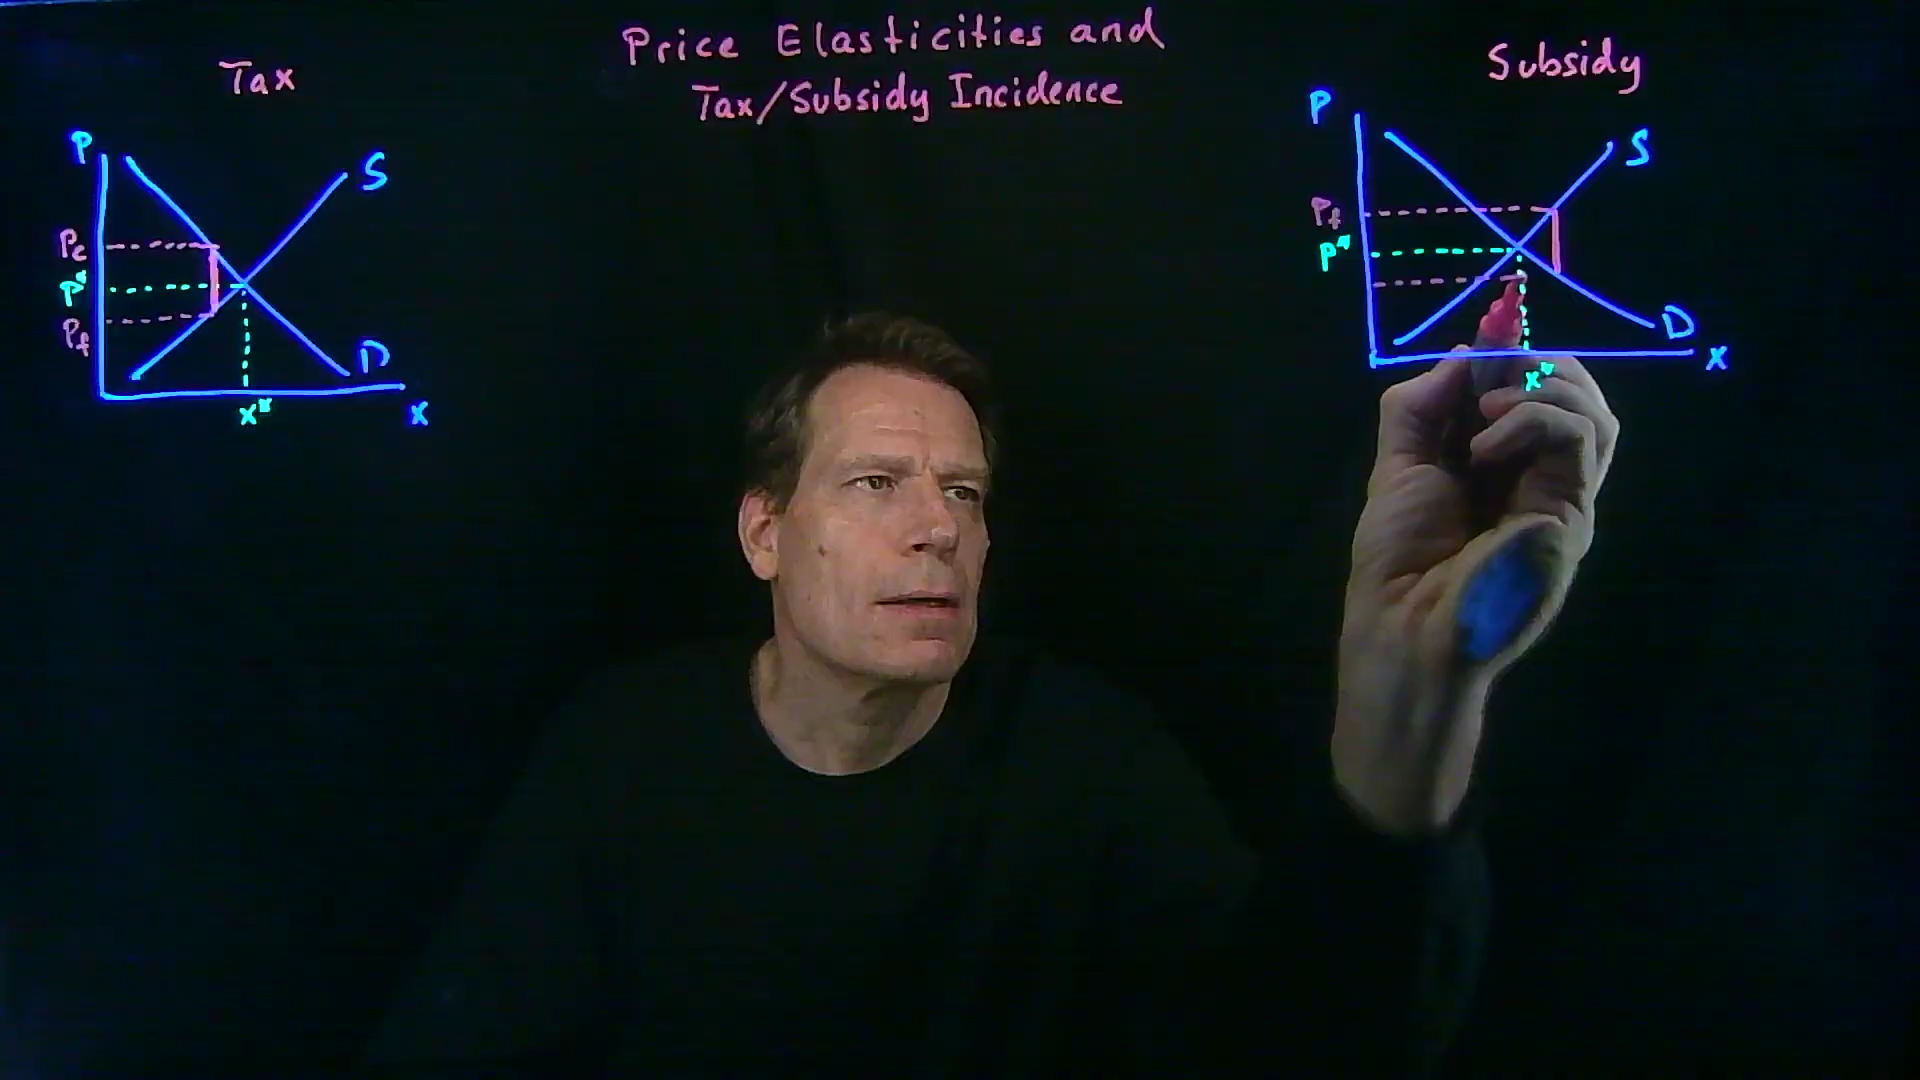 Price Elasticities and
Tax/Subsidy Incidence
Tax
P
S
Pc
P*
Pf
D
X*
X
Subsidy
P
S
Pf
P*
D
X
X*